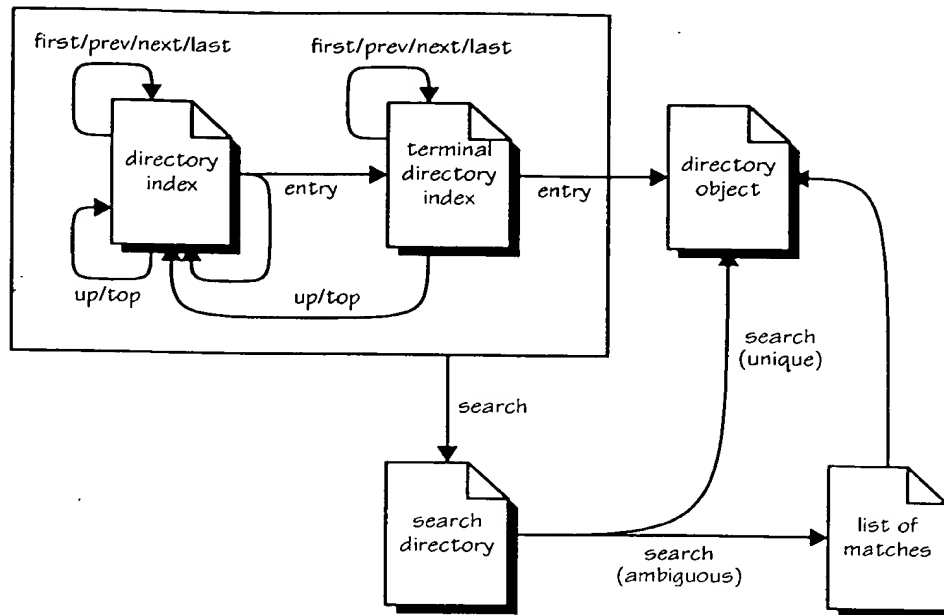 first/prev/next/last
first/prev/next/last
directory
index
terminal
directory
index
directory
object
entry
entry
up/top
up/top
search
(unique)
search
search
directory
list of
matches
search
(ambiguous)